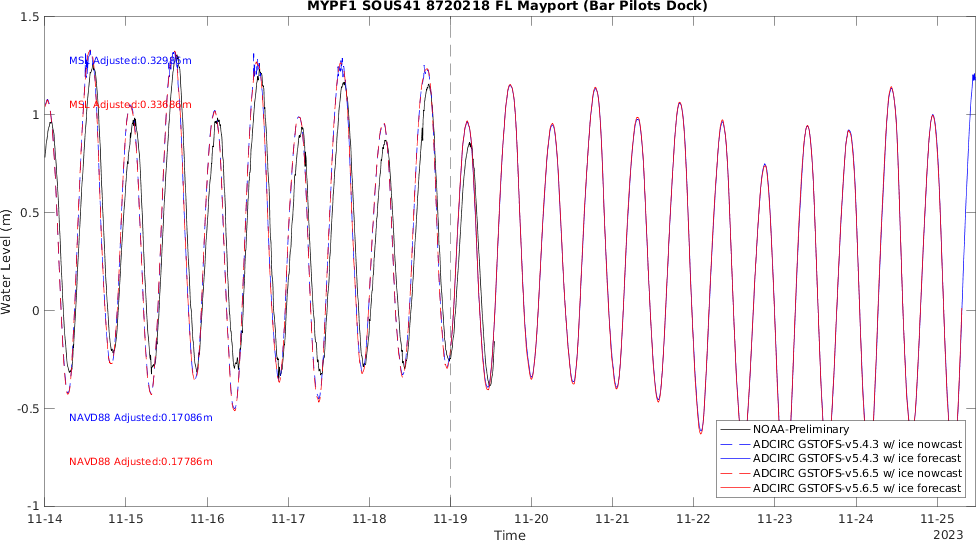 MYPF1 SOUS41 8720218 FL Mayport (Bar Pilots Dock)
1.5
1
0.5
0
-0.5
-1
Water Level (m)
MSL Adjusted:0.32986m
MSL Adjusted:0.33686m
NAVD88 Adjusted:0.17086m
NAVD88 Adjusted:0.17786m
NOAA-Preliminary
ADCIRC GSTOFS-v5.4.3 w/ ice nowcast
ADCIRC GSTOFS-v5.4.3 w/ ice forecast
ADCIRC GSTOFS-v5.6.5 w/ ice nowcast
ADCIRC GSTOFS-v5.6.5 w/ ice forecast
11-14 11-15 11-16 11-17 11-18 11-19 11-20 11-21 11-22 11-23 11-24 11-25
Time
2023